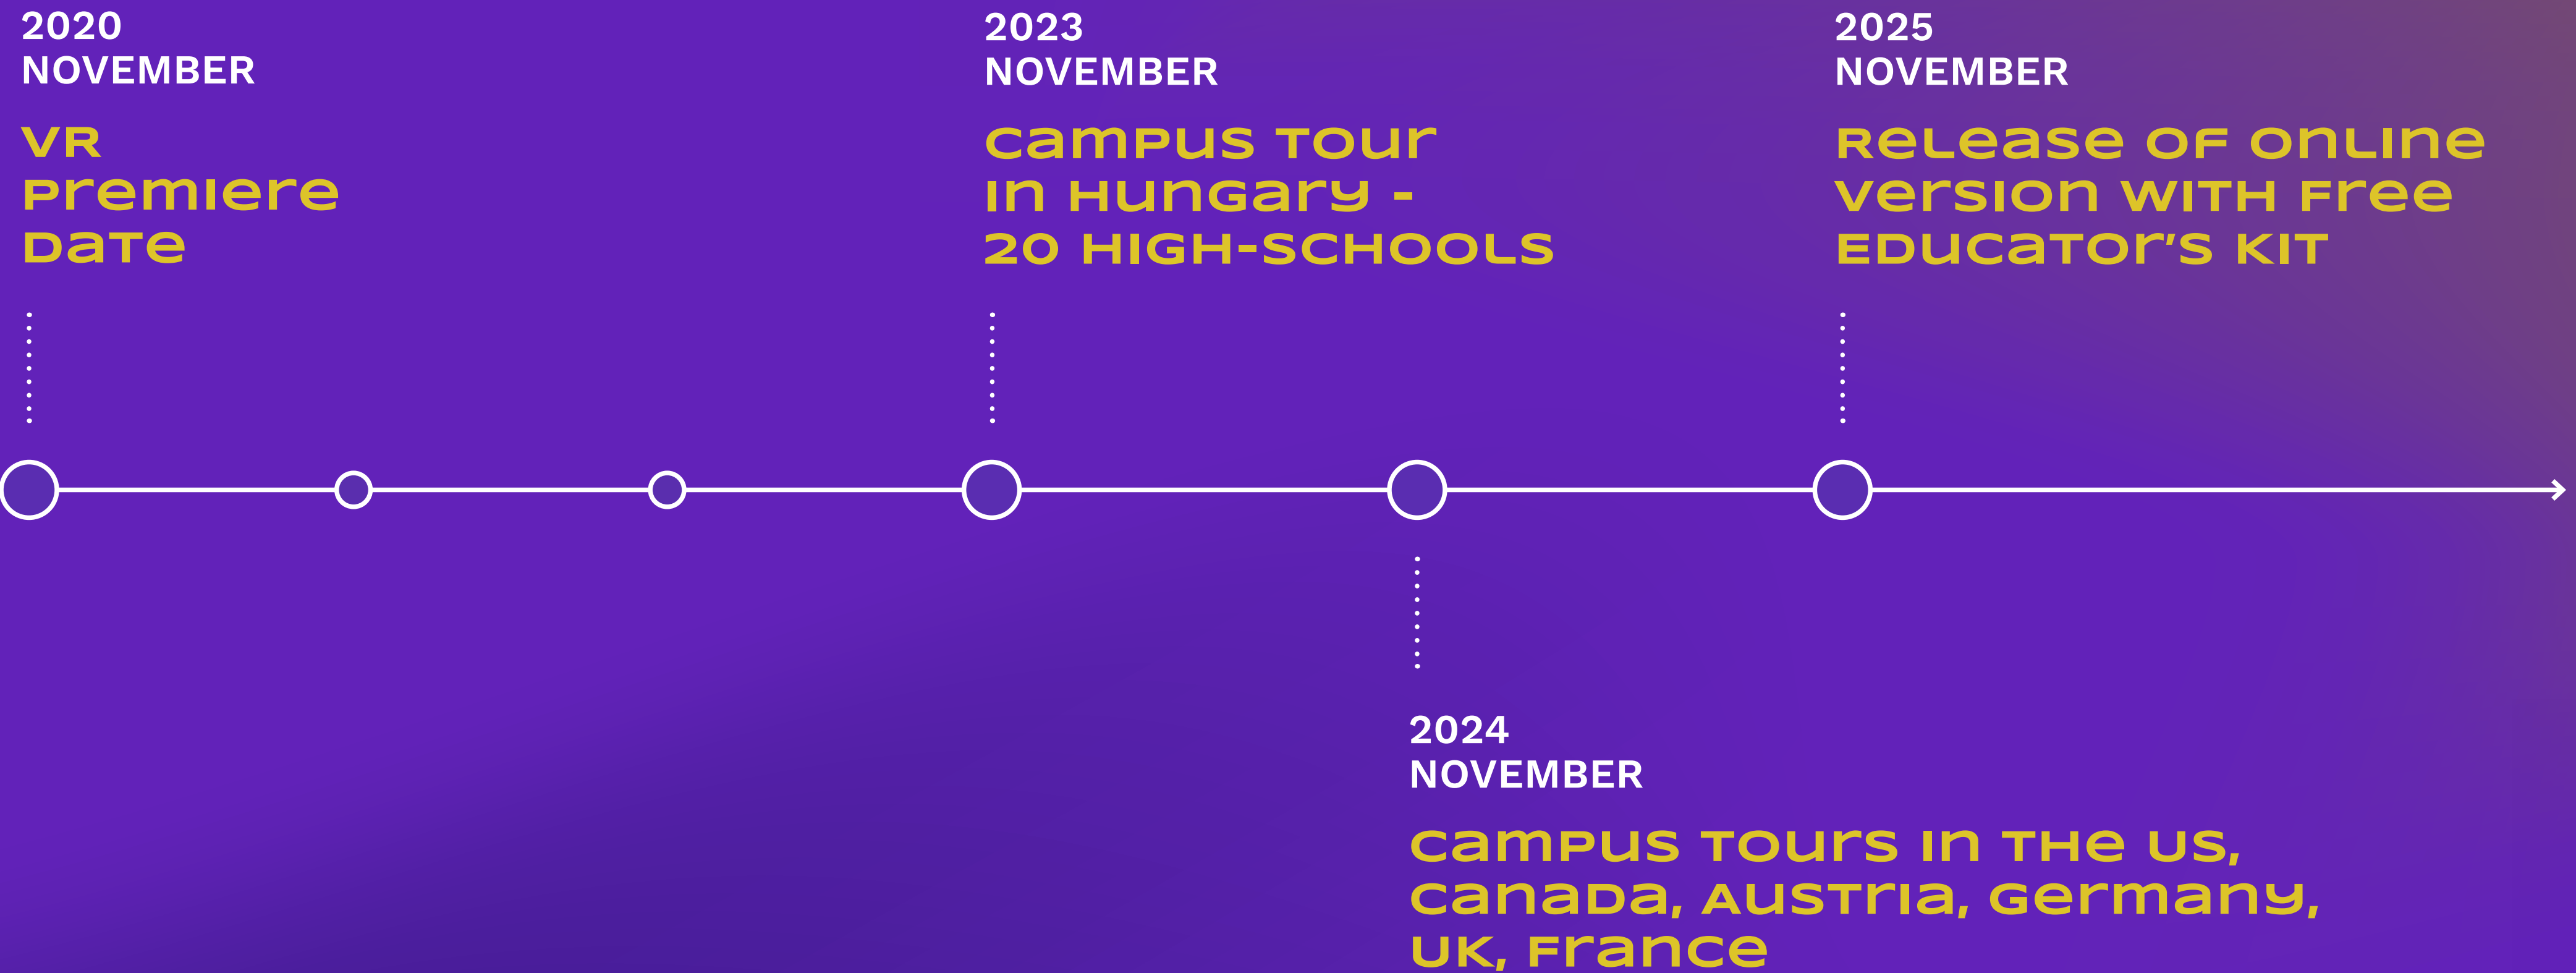 2020
NOVEMBER
VR
Premiere
Date
2023
NOVEMBER
Campus Tour
in Hungary -
20 HIGH-SCHOOLS
2025
NOVEMBER
Release of Online
Version with Free
Educator's Kit
2024
NOVEMBER
Campus Tours in the US,
Canada, Austria, Germany,
UK, France